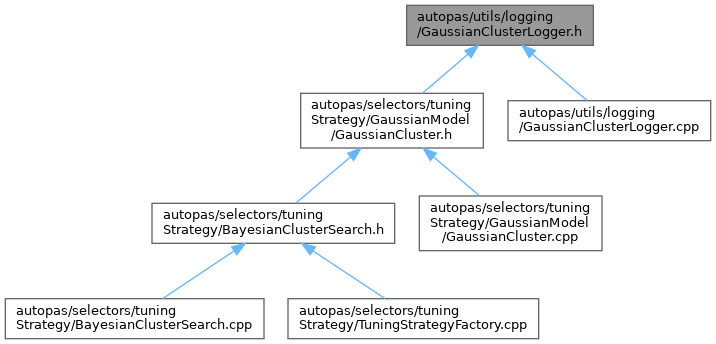 autopas/utils/logging
/GaussianClusterLogger.h
autopas/selectors/tuning
Strategy/GaussianModel
/GaussianCluster.h
autopas/utils/logging
/GaussianClusterLogger.cpp
autopas/selectors/tuning
Strategy/BayesianClusterSearch.h
autopas/selectors/tuning
Strategy/GaussianModel
/GaussianCluster.cpp
autopas/selectors/tuning
Strategy/BayesianClusterSearch.cpp
autopas/selectors/tuning
Strategy/TuningStrategyFactory.cpp